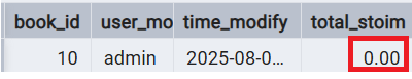 book_id user_mo time_modify total_stoim
10 admin 2025-08-0... 0.00